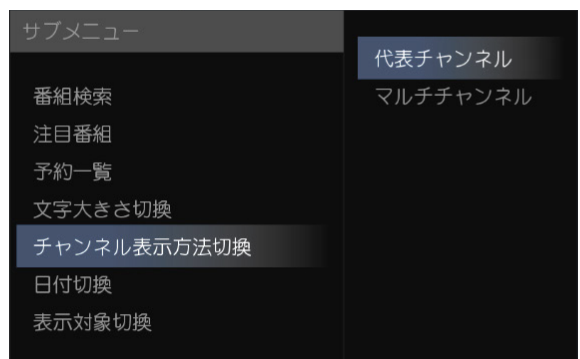 サブメニュー
番組検索
注目番組
予約一覧
文字大きさ切換
チャンネル表示方法切換
日付切換
表示対象切換
代表チャンネル
マルチチャンネル